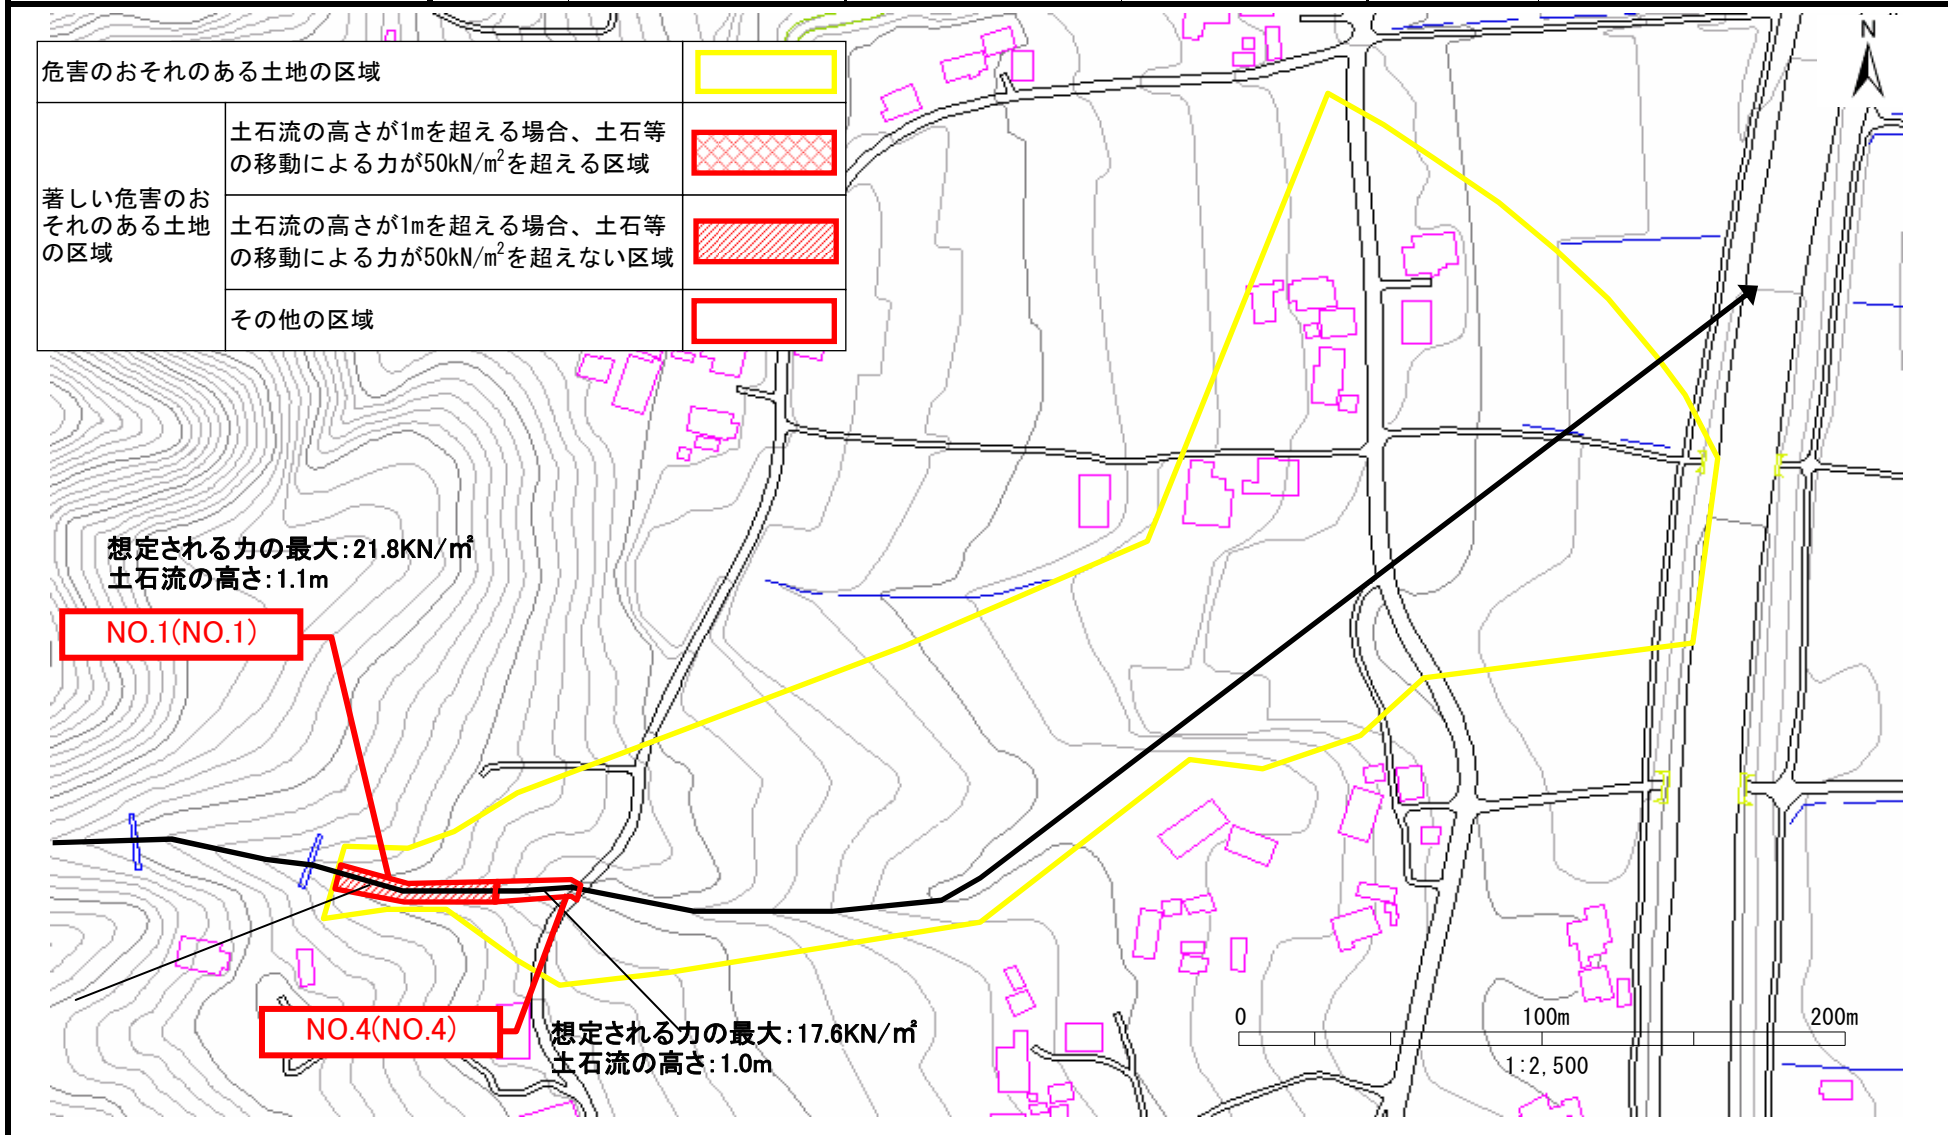 危害のおそれのある土地の区域
著しい危害のお
それのある土地
の区域
土石流の高さが1mを超える場合、土石等
の移動による力が50kN/m²を超える区域
土石流の高さが1mを超える場合、土石等
の移動による力が50kN/m²を超えない区域
その他の区域
N
想定される力の最大:21.8KN/㎡
土石流の高さ:1.1m
NO.1(NO.1)
NO.4(NO.4)
想定される力の最大:17.6KN/㎡
土石流の高さ:1.0m
0 100m 200m
1:2,500